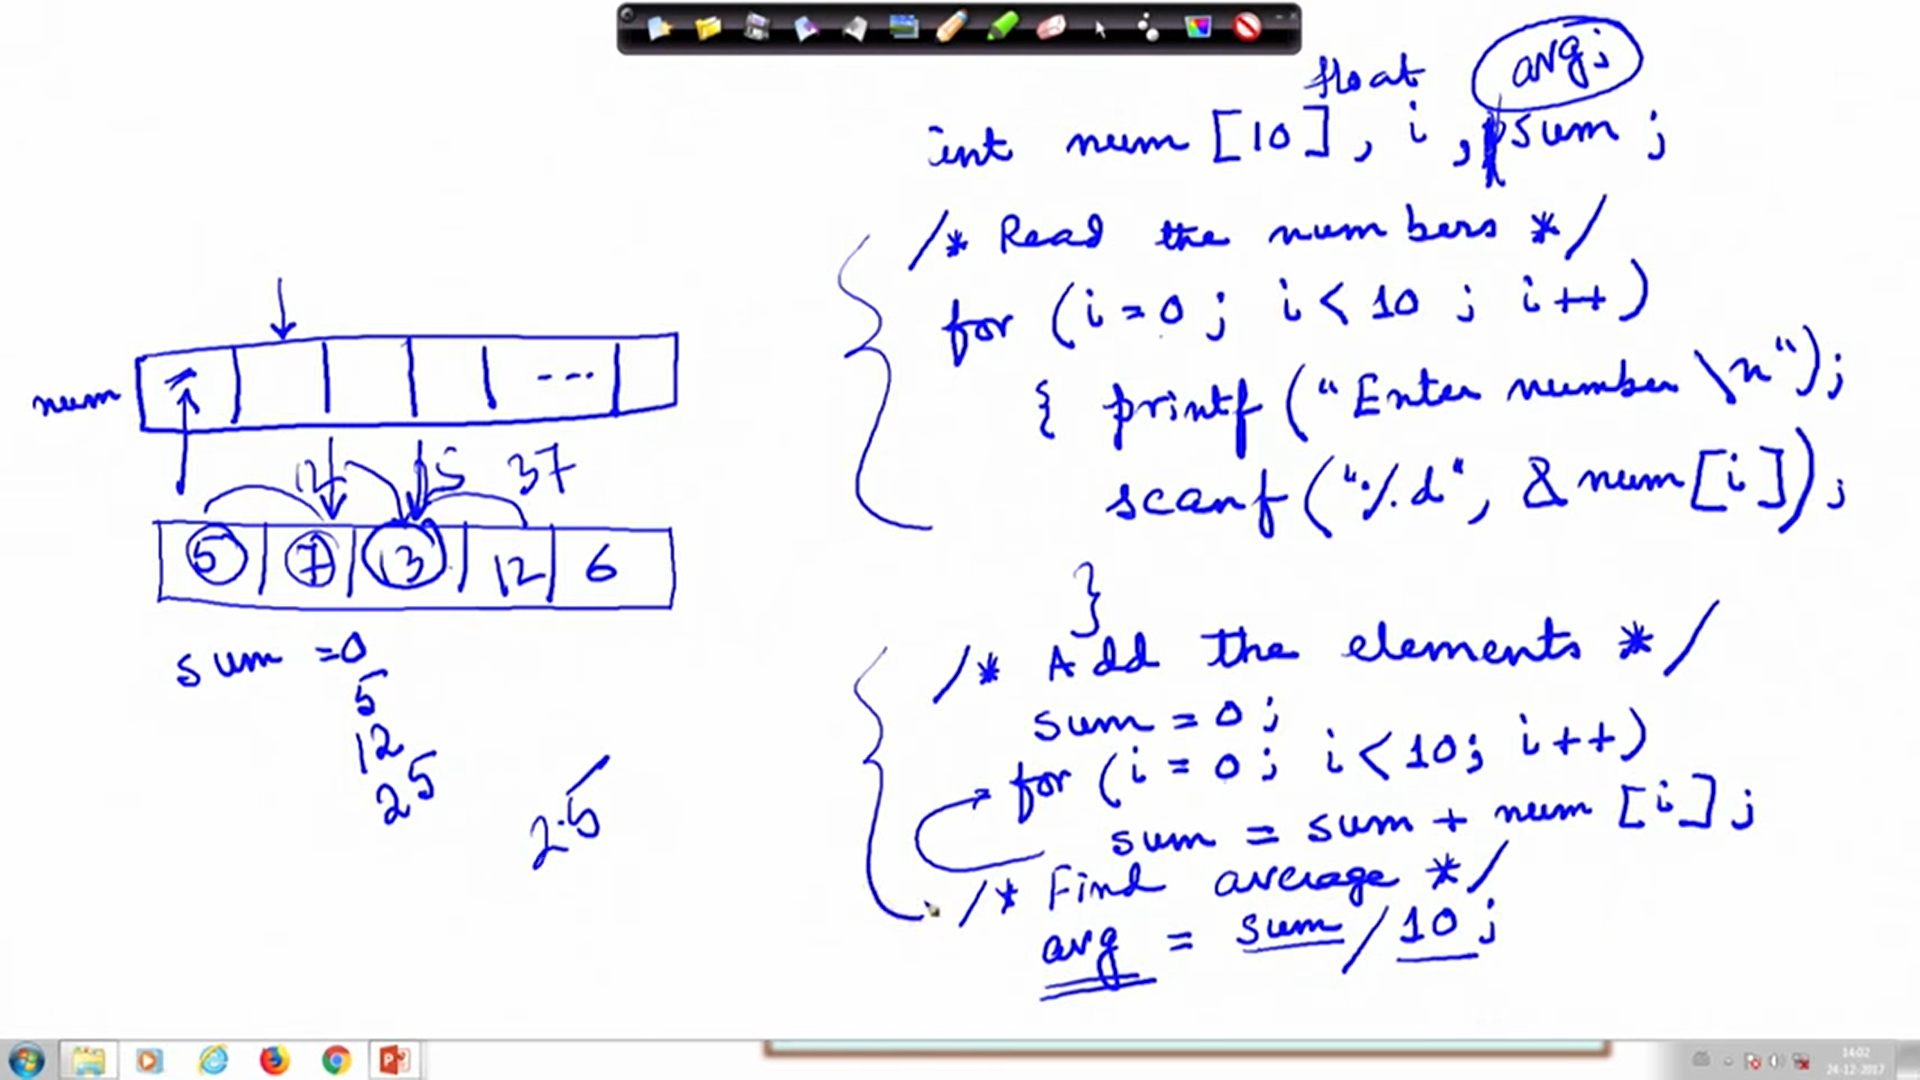 float avg;
int num [10], i, sum;
/* Read the numbers */
for (i=0; i<10; i++)
{ printf ("Enter number \n");
scanf ("%d", & num[i]);
}
/* Add the elements */
sum = 0;
for (i = 0; i<10; i++)
sum = sum + num [i];
/* Find average */
avg = sum / 10;
num
...
12 25 37
5 7 13 12 6
sum = 0
5
12
25
2.5
14:02
24-12-2017